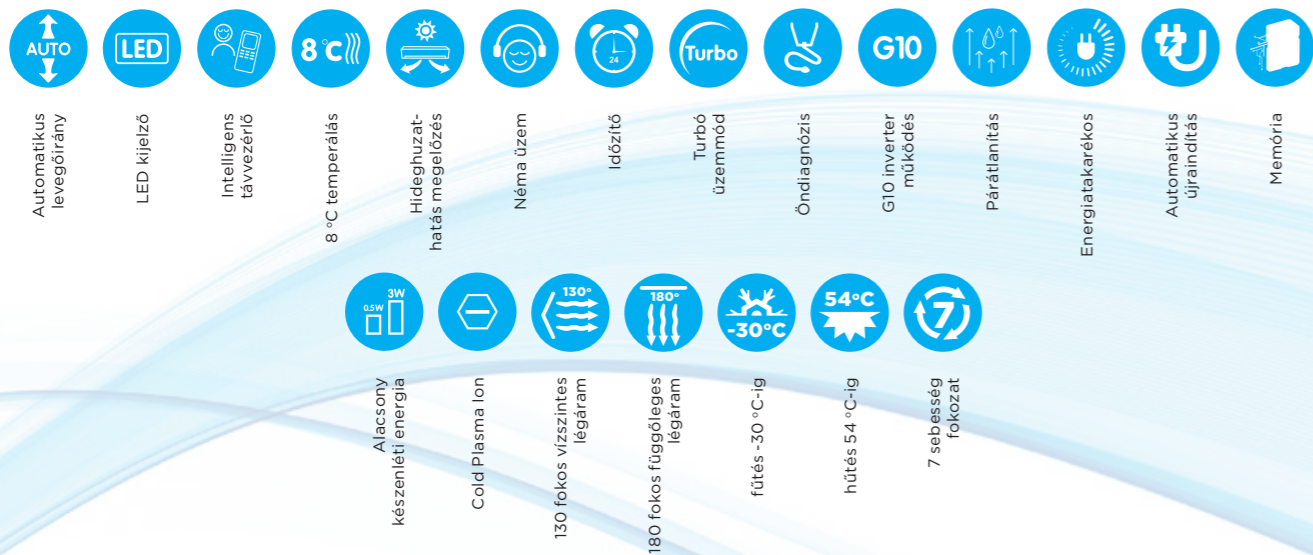 AUTO
LED
8°C
24
Turbo
G10
Automatikus
levegőirány
LED kijelző
Intelligens
távvezérlő
8 °C temperálás
Hideghuzat-
hatás megelőzés
Néma üzem
Időzítő
Turbó
üzemmód
Öndiagnózis
G10 inverter
működés
Párátlanítás
Energiatakarékos
Automatikus
újraindítás
Memória
0.5W
3W
130°
180°
-30°C
54°C
7
Alacsony
készenléti energia
Cold Plasma Ion
130 fokos vízszintes
légáram
180 fokos függőleges
légáram
fűtés -30 °C-ig
hűtés 54 °C-ig
7 sebesség
fokozat